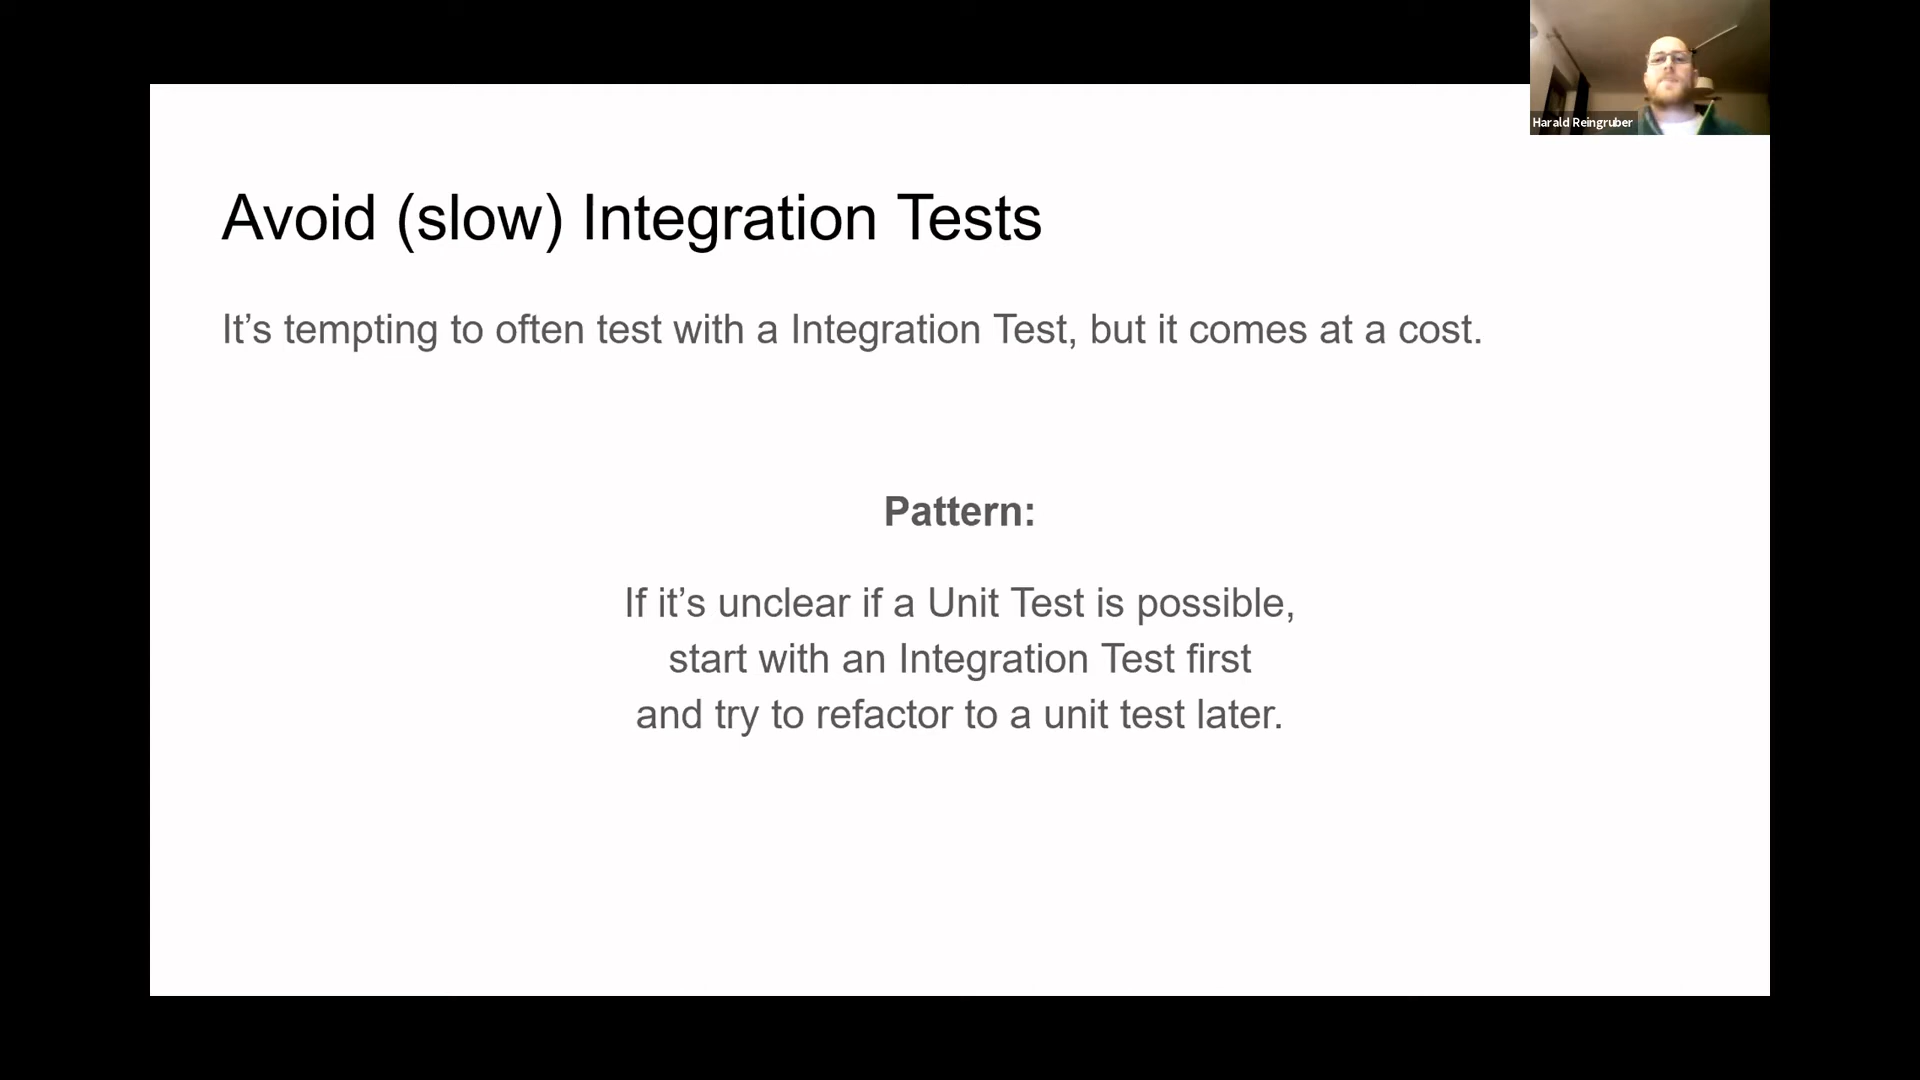 Harald Reingruber
Avoid (slow) Integration Tests
It’s tempting to often test with a Integration Test, but it comes at a cost.
Pattern:
If it’s unclear if a Unit Test is possible,
start with an Integration Test first
and try to refactor to a unit test later.